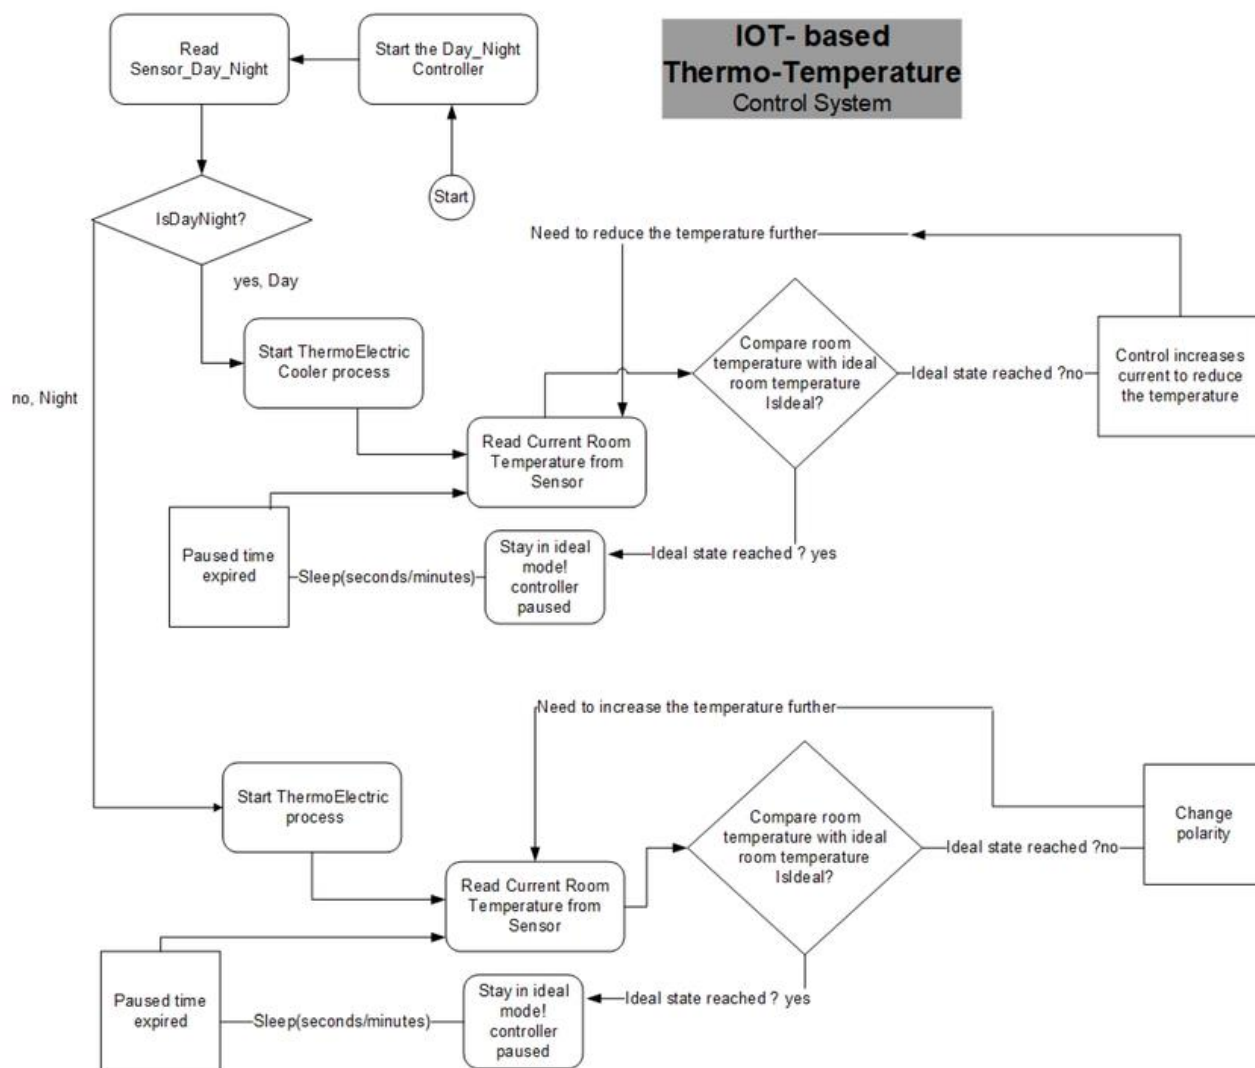 IOT- based
Thermo-Temperature
Control System
Read
Sensor_Day_Night
Start the Day_Night
Controller
Start
IsDayNight?
yes, Day
no, Night
Need to reduce the temperature further
Start ThermoElectric
Cooler process
Compare room
temperature with ideal
room temperature
IsIdeal?
Ideal state reached ?no
Control increases
current to reduce
the temperature
Read Current Room
Temperature from
Sensor
Paused time
expired
Sleep(seconds/minutes)
Stay in ideal
mode!
controller
paused
Ideal state reached ? yes
Need to increase the temperature further
Start ThermoElectric
process
Compare room
temperature with ideal
room temperature
IsIdeal?
Ideal state reached ?no
Change
polarity
Read Current Room
Temperature from
Sensor
Paused time
expired
Sleep(seconds/minutes)
Stay in ideal
mode!
controller
paused
Ideal state reached ? yes